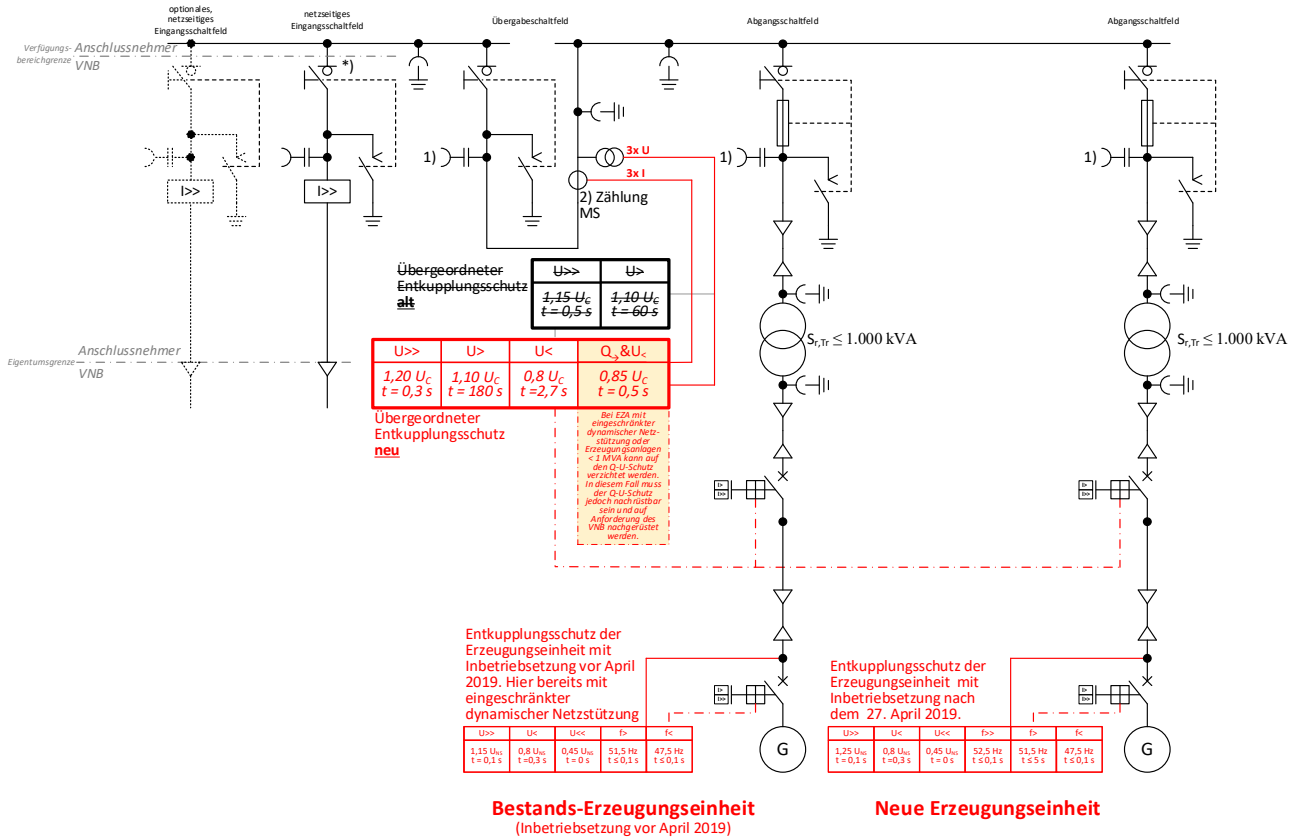 optionales,
netzseitiges
Eingangsschaltfeld
netzseitiges
Eingangsschaltfeld
Übergabeschaltfeld
Abgangsschaltfeld
Abgangsschaltfeld
Verfügungs-
bereichgrenze
Anschlussnehmer
VNB
*)
1)
1)
1)
3x U
3x I
2) Zählung
MS
I>>
I>>
Übergeordneter
Entkupplungsschutz
alt
U>> U>
1,15 UC 1,10 UC
t = 0,5 s t = 60 s
Sr,Tr ≤ 1.000 kVA
Sr,Tr ≤ 1.000 kVA
Eigentumsgrenze
Anschlussnehmer
VNB
U>> U> U< Q→&U<
1,20 UC 1,10 UC 0,8 UC 0,85 UC
t = 0,3 s t = 180 s t=2,7 s t = 0,5 s
Übergeordneter
Entkupplungsschutz
neu
Bei EZA mit
eingeschränkter
dynamischer Netz-
stützung oder
Erzeugungsanlagen
< 1 MVA kann auf
den Q-U-Schutz
verzichtet werden.
In diesem Fall muss
der Q-U-Schutz
jedoch nachrüstbar
sein und auf
Anforderung des
VNB nachgerüstet
werden.
I>
I>>
I>
I>>
Entkupplungsschutz der
Erzeugungseinheit mit
Inbetriebsetzung vor April
2019. Hier bereits mit
eingeschränkter
dynamischer Netzstützung
U>> U< U<< f> f<
1,15 UNS 0,8 UNS 0,45 UNS 51,5 Hz 47,5 Hz
t = 0,1 s t =0,3 s t = 0 s t ≤ 0,1 s t ≤ 0,1 s
I>
I>>
G
Entkupplungsschutz der
Erzeugungseinheit mit
Inbetriebsetzung nach
dem 27. April 2019.
U>> U< U<< f>> f> f<
1,25 UNS 0,8 UNS 0,45 UNS 52,5 Hz 51,5 Hz 47,5 Hz
t = 0,1 s t =0,3 s t = 0 s t ≤ 0,1 s t ≤ 5 s t ≤ 0,1 s
I>
I>>
G
Bestands-Erzeugungseinheit
(Inbetriebsetzung vor April 2019)
Neue Erzeugungseinheit